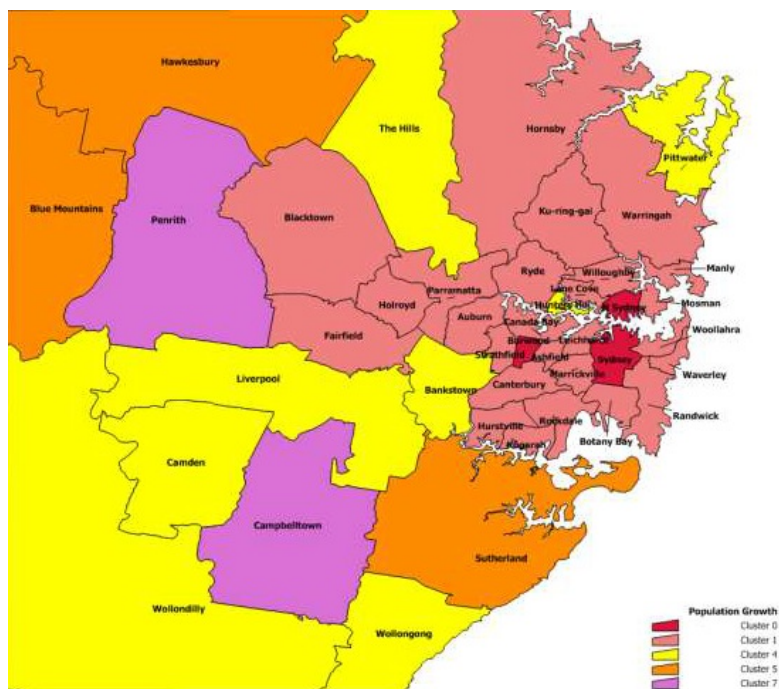 Hawkesbury
The Hills
Hornsby
Pittwater
Blue Mountains
Penrith
Blacktown
Ku-ring-gai
Warringah
Ryde
Willoughby
Manly
Parramatta
Lane Cove
Holroyd
Hunters Hill
N Sydney
Mosman
Auburn
Canada Bay
Woollahra
Fairfield
Burwood
Leichhardt
Strathfield
Ashfield
Sydney
Waverley
Liverpool
Marrickville
Bankstown
Canterbury
Randwick
Hurstville
Rockdale
Botany Bay
Kogarah
Camden
Campbelltown
Sutherland
Wollondilly
Wollongong
Population Growth
Cluster 0
Cluster 1
Cluster 4
Cluster 5
Cluster 7